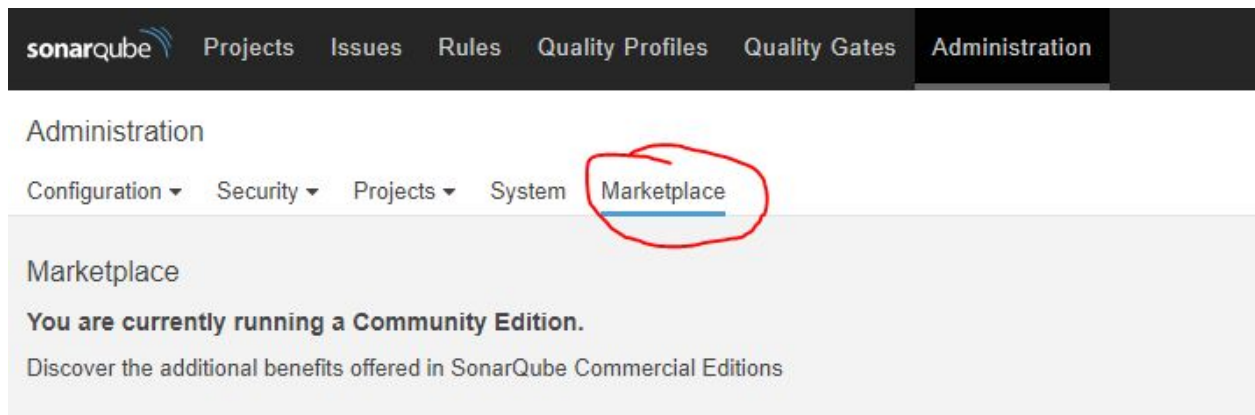 sonarqube Projects Issues Rules Quality Profiles Quality Gates Administration
Administration
Configuration Security Projects System Marketplace
Marketplace
You are currently running a Community Edition.
Discover the additional benefits offered in SonarQube Commercial Editions